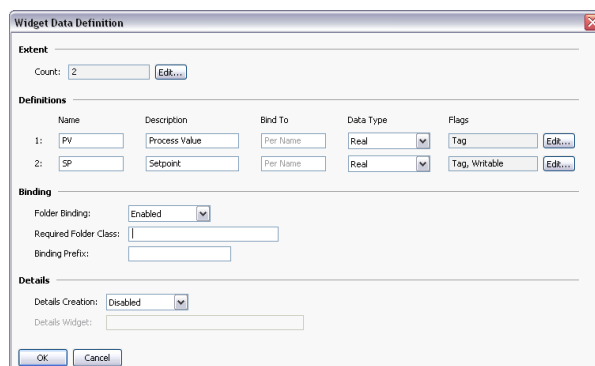 Widget Data Definition
Extent
Count: 2 Edit...
Definitions
Name Description Bind To Data Type Flags
1: PV Process Value Per Name Real Tag Edit...
2: SP Setpoint Per Name Real Tag, Writable Edit...
Binding
Folder Binding: Enabled
Required Folder Class:
Binding Prefix:
Details
Details Creation: Disabled
Details Widget:
OK Cancel